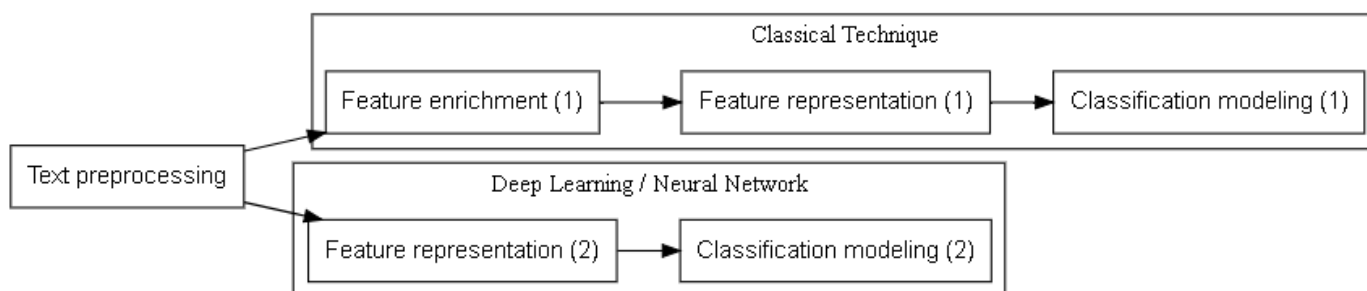 Classical Technique
Feature enrichment (1)
Feature representation (1)
Classification modeling (1)
Text preprocessing
Deep Learning / Neural Network
Feature representation (2)
Classification modeling (2)